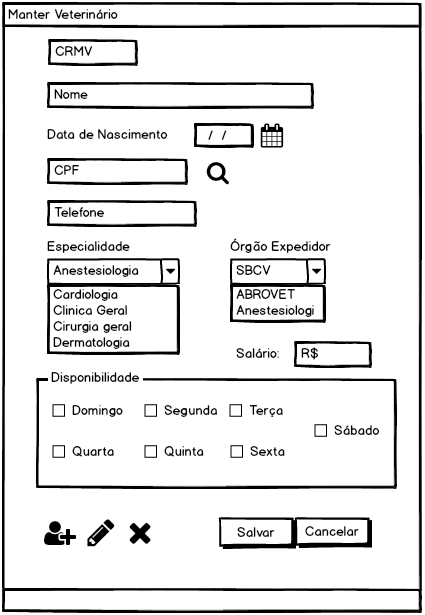 Manter Veterinário
CRMV
Nome
Data de Nascimento / /
CPF
Telefone
Especialidade Órgão Expedidor
Anestesiologia SBCV
Cardiologia ABROVET
Clinica Geral Anestesiologi
Cirurgia geral
Dermatologia
Salário: R$
Disponibilidade
Domingo Segunda Terça
Sábado
Quarta Quinta Sexta
Salvar Cancelar